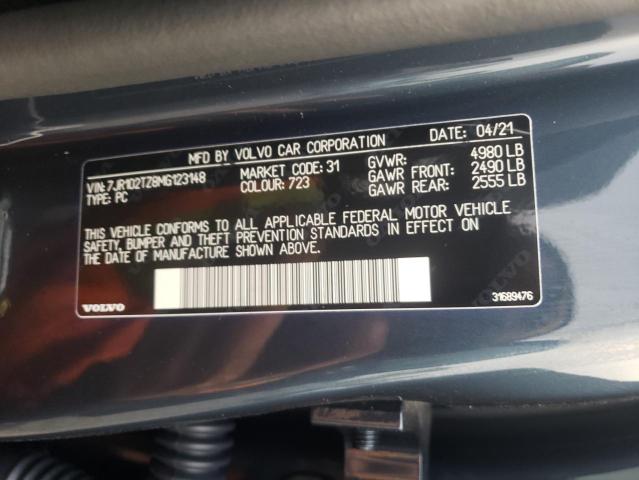 MFD BY VOLVO CAR CORPORATION DATE: 04/21
VIN: 7JR102TZ8MG123148 MARKET CODE: 31 GVWR: 4980 LB
TYPE: PC COLOUR: 723 GAWR FRONT: 2490 LB
GAWR REAR: 2555 LB
THIS VEHICLE CONFORMS TO ALL APPLICABLE FEDERAL MOTOR VEHICLE
SAFETY, BUMPER AND THEFT PREVENTION STANDARDS IN EFFECT ON
THE DATE OF MANUFACTURE SHOWN ABOVE.
VOLVO 31689476